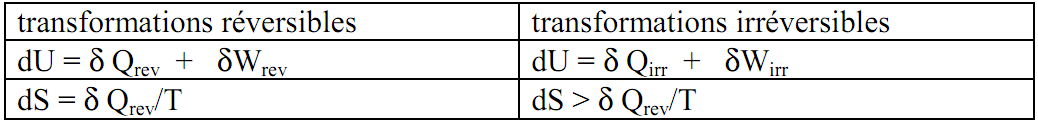 transformations réversibles
transformations irréversibles
dU = δ Qrev + δWrev
dU = δ Qirr + δWirr
dS = δ Qrev/T
dS > δ Qrev/T